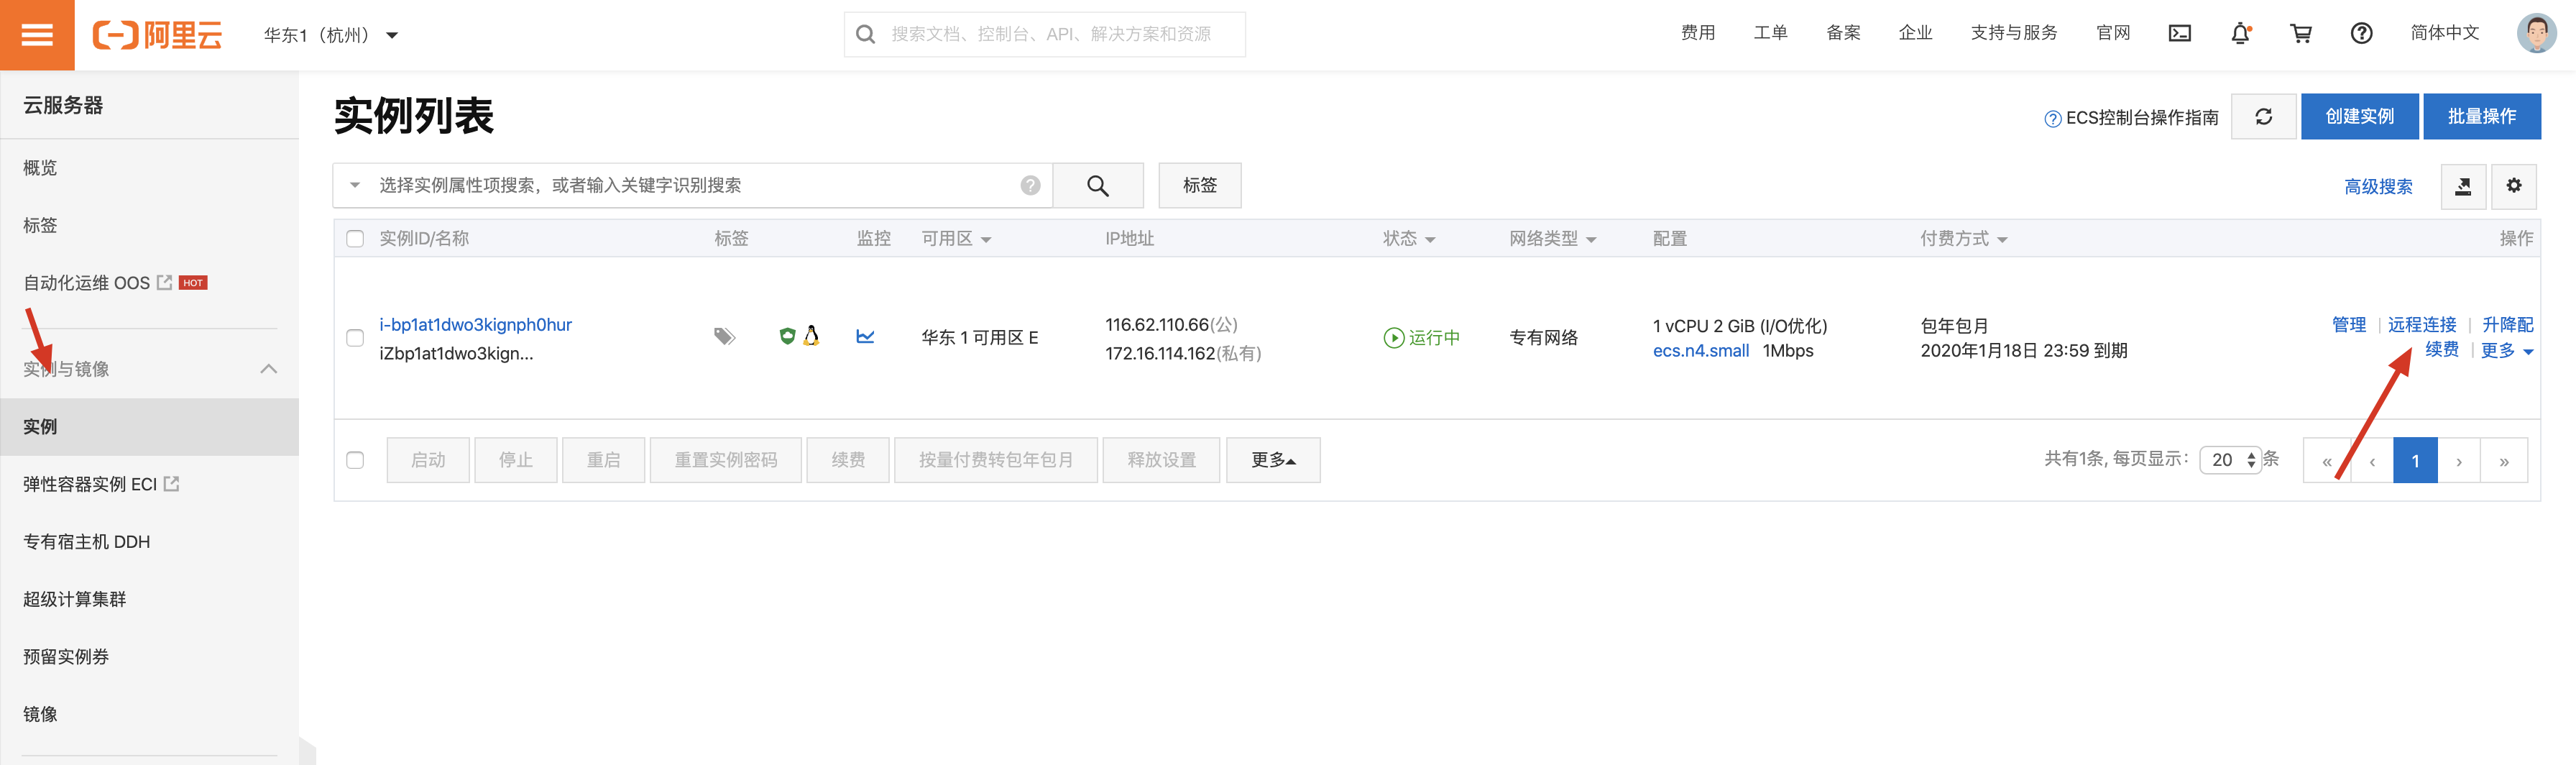 阿里云
华东1（杭州）
搜索文档、控制台、API、解决方案和资源
费用
工单
备案
企业
支持与服务
官网
简体中文
云服务器
概览
标签
自动化运维 OOS HOT
实例与镜像
实例
弹性容器实例 ECI
专有宿主机 DDH
超级计算集群
预留实例券
镜像
实例列表
ECS控制台操作指南
创建实例
批量操作
选择实例属性项搜索，或者输入关键字识别搜索
标签
高级搜索
实例ID/名称 标签 监控 可用区 IP地址 状态 网络类型 配置 付费方式 操作
i-bp1at1dwo3kignph0hur
iZbp1at1dwo3kign...
华东 1 可用区 E
116.62.110.66(公)
172.16.114.162(私有)
运行中
专有网络
1 vCPU 2 GiB (I/O优化)
ecs.n4.small 1Mbps
包年包月
2020年1月18日 23:59 到期
管理 | 远程连接 | 升降配
续费 | 更多
启动 停止 重启 重置实例密码 续费 按量付费转包年包月 释放设置 更多
共有1条, 每页显示: 20 条
« ‹ 1 › »